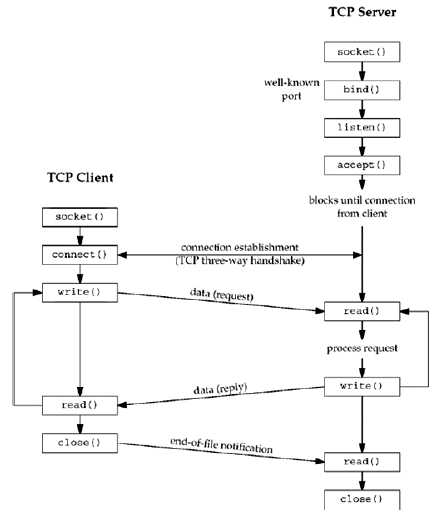 TCP Server
socket()
well-known
port
bind()
listen()
accept()
blocks until connection
from client
TCP Client
socket()
connect()
connection establishment
(TCP three-way handshake)
write()
data (request)
read()
process request
write()
data (reply)
read()
close()
end-of-file notification
read()
close()